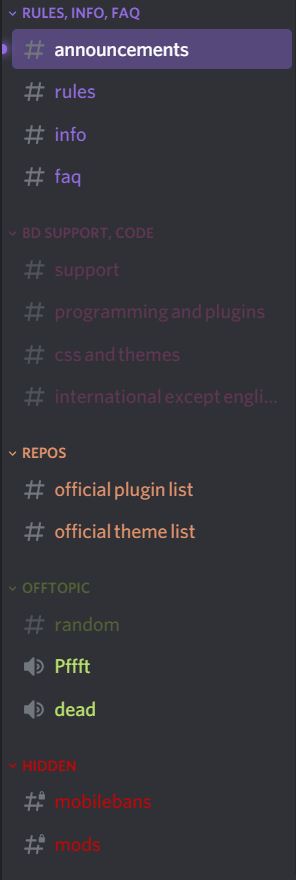 RULES, INFO, FAQ
announcements
rules
info
faq
BD SUPPORT, CODE
support
programming and plugins
css and themes
international except engli...
REPOS
official plugin list
official theme list
OFFTOPIC
random
Pffft
dead
HIDDEN
mobilebans
mods